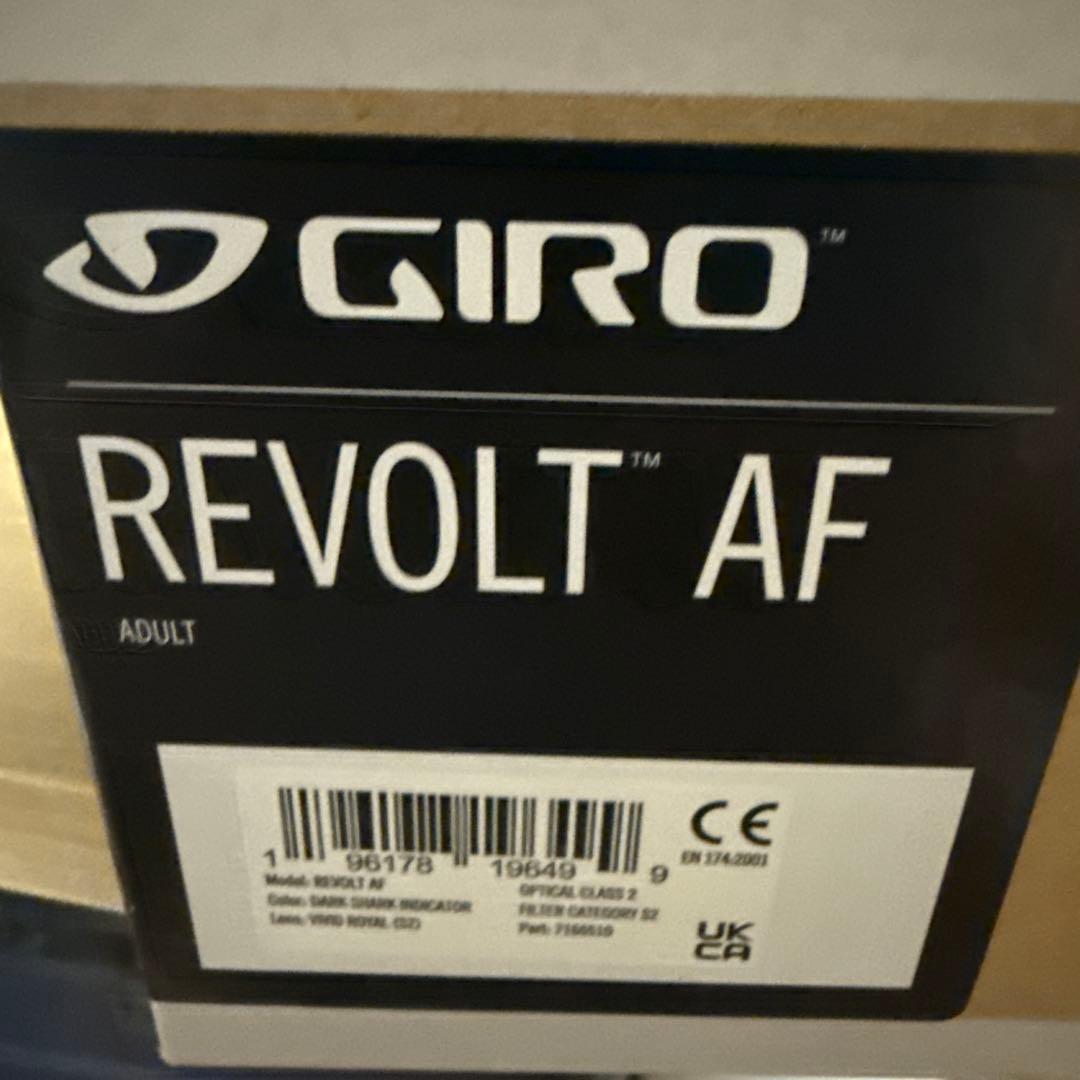 GIRO™
REVOLT™ AF
ADULT
1 96178 19649 9
CE
EN 174:2001
Model: REVOLT AF
Color: DARK SHARK INDICATOR
Lens: VIVID ROYAL (S2)
OPTICAL CLASS 2
FILTER CATEGORY S2
Part:
UK
CA